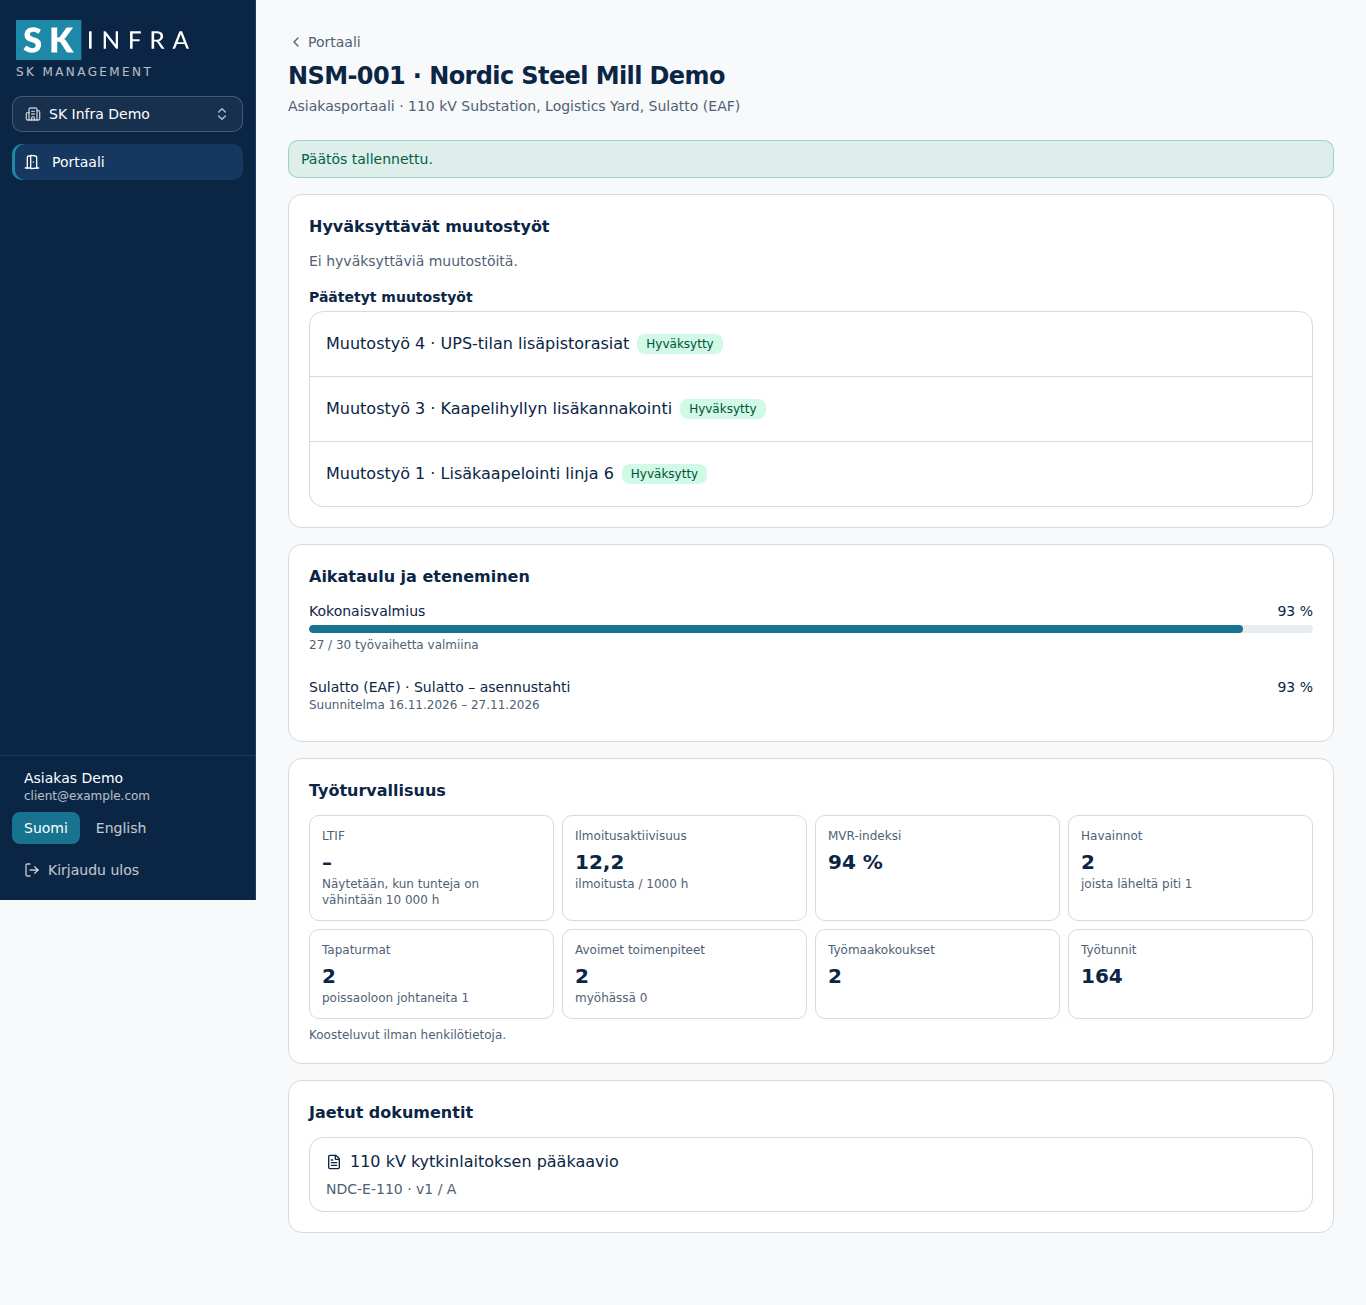 SK INFRA
SK MANAGEMENT
SK Infra Demo
Portaali
Asiakas Demo
client@example.com
Suomi English
Kirjaudu ulos
Portaali
NSM-001 · Nordic Steel Mill Demo
Asiakasportaali · 110 kV Substation, Logistics Yard, Sulatto (EAF)
Päätös tallennettu.
Hyväksyttävät muutostyöt
Ei hyväksyttäviä muutostöitä.
Päätetyt muutostyöt
Muutostyö 4 · UPS-tilan lisäpistorasiat Hyväksytty
Muutostyö 3 · Kaapelihyllyn lisäkannakointi Hyväksytty
Muutostyö 1 · Lisäkaapelointi linja 6 Hyväksytty
Aikataulu ja eteneminen
Kokonaisvalmius 93 %
27 / 30 työvaihetta valmiina
Sulatto (EAF) · Sulatto – asennustahti 93 %
Suunnitelma 16.11.2026 – 27.11.2026
Työturvallisuus
LTIF
–
Näytetään, kun tunteja on
vähintään 10 000 h
Ilmoitusaktiivisuus
12,2
ilmoitusta / 1000 h
MVR-indeksi
94 %
Havainnot
2
joista läheltä piti 1
Tapaturmat
2
poissaoloon johtaneita 1
Avoimet toimenpiteet
2
myöhässä 0
Työmaakokoukset
2
Työtunnit
164
Koosteluvut ilman henkilötietoja.
Jaetut dokumentit
110 kV kytkinlaitoksen pääkaavio
NDC-E-110 · v1 / A